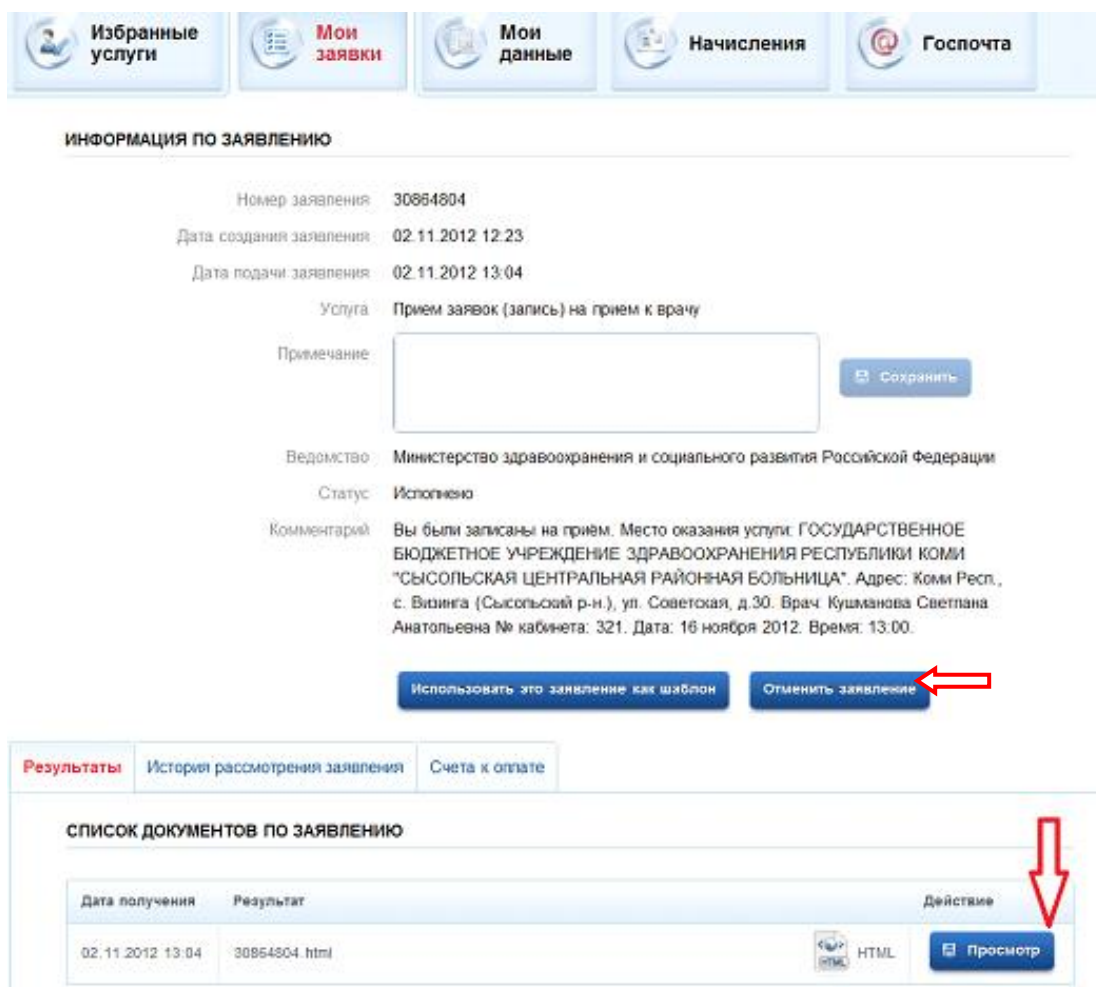 Избранные услуги
Мои заявки
Мои данные
Начисления
Госпочта
ИНФОРМАЦИЯ ПО ЗАЯВЛЕНИЮ
Номер заявления 30864804
Дата создания заявления 02.11.2012 12:23
Дата подачи заявления 02.11.2012 13:04
Услуга Прием заявок (запись) на прием к врачу
Примечание
Сохранить
Ведомство Министерство здравоохранения и социального развития Российской Федерации
Статус Исполнено
Комментарий Вы были записаны на приём. Место оказания услуги: ГОСУДАРСТВЕННОЕ
БЮДЖЕТНОЕ УЧРЕЖДЕНИЕ ЗДРАВООХРАНЕНИЯ РЕСПУБЛИКИ КОМИ
"СЫСОЛЬСКАЯ ЦЕНТРАЛЬНАЯ РАЙОННАЯ БОЛЬНИЦА". Адрес: Коми Респ.,
с. Визинга (Сысольский р-н.), ул. Советская, д.30. Врач: Кушманова Светлана
Анатольевна № кабинета: 321. Дата: 16 ноября 2012. Время: 13:00.
Использовать это заявление как шаблон
Отменить заявление
Результаты
История рассмотрения заявления
Счета к оплате
СПИСОК ДОКУМЕНТОВ ПО ЗАЯВЛЕНИЮ
Дата получения Результат Действие
02.11.2012 13:04 30864804.html HTML HTML Просмотр